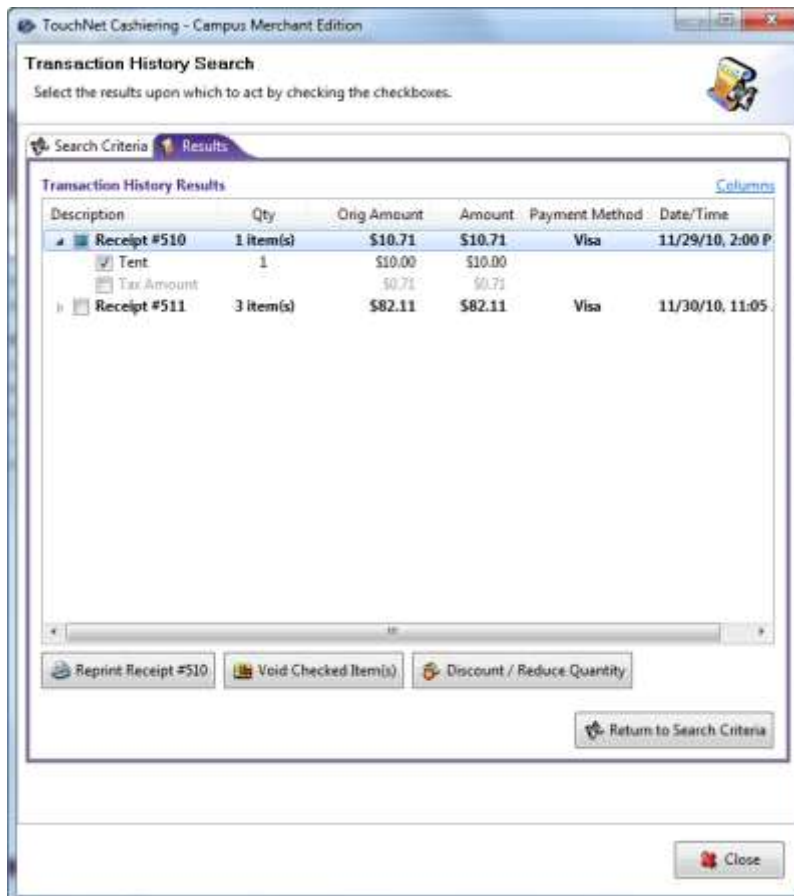 TouchNet Cashiering - Campus Merchant Edition
Transaction History Search
Select the results upon which to act by checking the checkboxes.
Search Criteria Results
Transaction History Results Columns
Description Qty Orig Amount Amount Payment Method Date/Time
Receipt #510 1 item(s) $10.71 $10.71 Visa 11/29/10, 2:00 P
Tent 1 $10.00 $10.00
Tax Amount $0.71 $0.71
Receipt #511 3 item(s) $82.11 $82.11 Visa 11/30/10, 11:05
Reprint Receipt #510 Void Checked Item(s) Discount / Reduce Quantity
Return to Search Criteria
Close